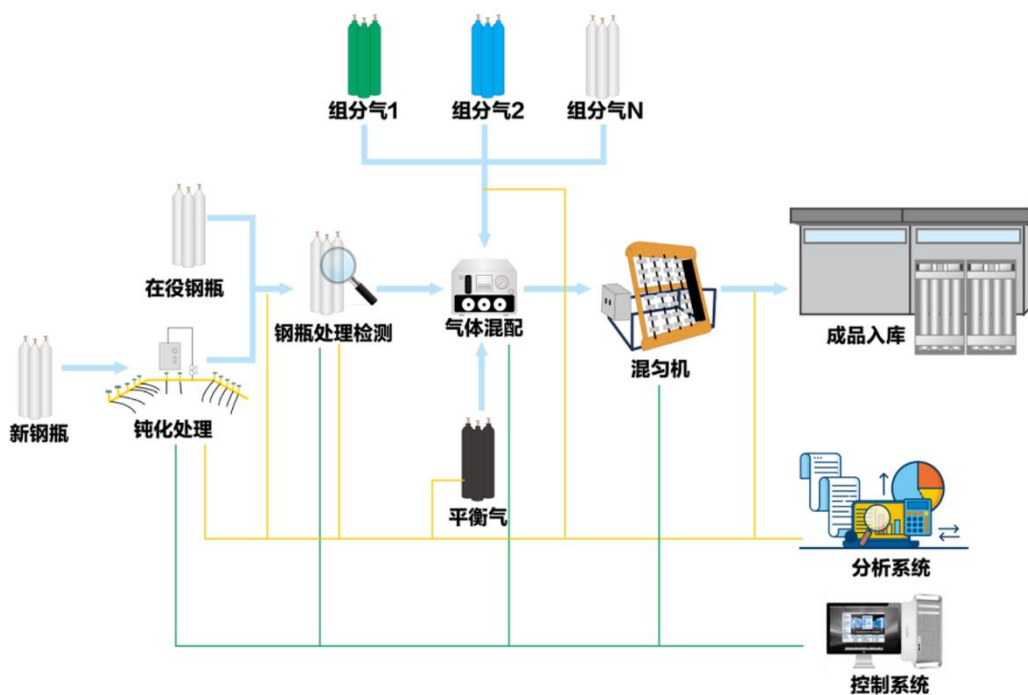 组分气1
组分气2
组分气N
在役钢瓶
钢瓶处理检测
气体混配
混匀机
成品入库
新钢瓶
钝化处理
平衡气
分析系统
控制系统